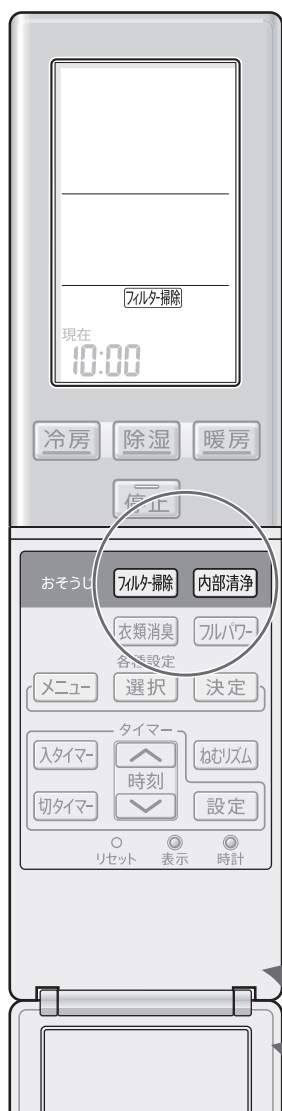 フィルタ掃除
現在
10:00
冷房 除湿 暖房
停止
おそうじ フィルタ掃除 内部清浄
衣類消臭 フルパワー
各種設定
メニュー 選択 決定
タイマー
入タイマー ねむリズム
時刻
切タイマー 設定
リセット 表示 時計